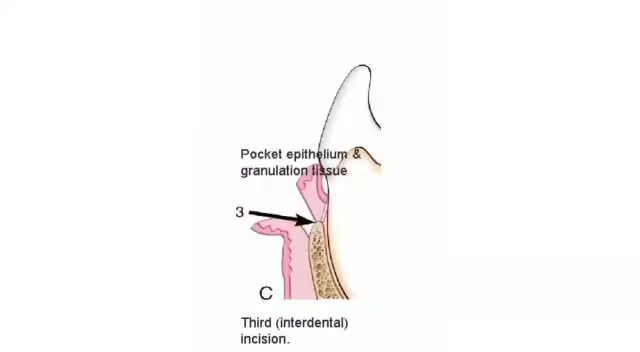 Pocket epithelium &
granulation tissue
3
C
Third (interdental)
incision.